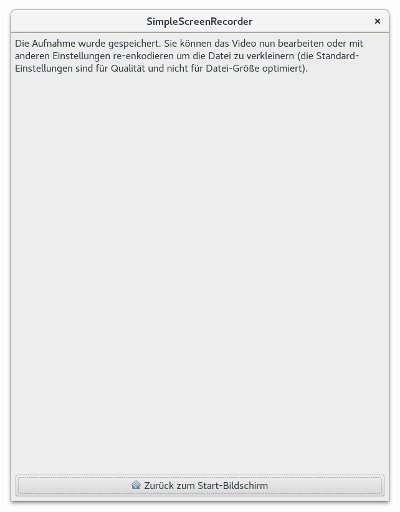 SimpleScreenRecorder
Die Aufnahme wurde gespeichert. Sie können das Video nun bearbeiten oder mit
anderen Einstellungen re-enkodieren um die Datei zu verkleinern (die Standard-
Einstellungen sind für Qualität und nicht für Datei-Größe optimiert).
Zurück zum Start-Bildschirm